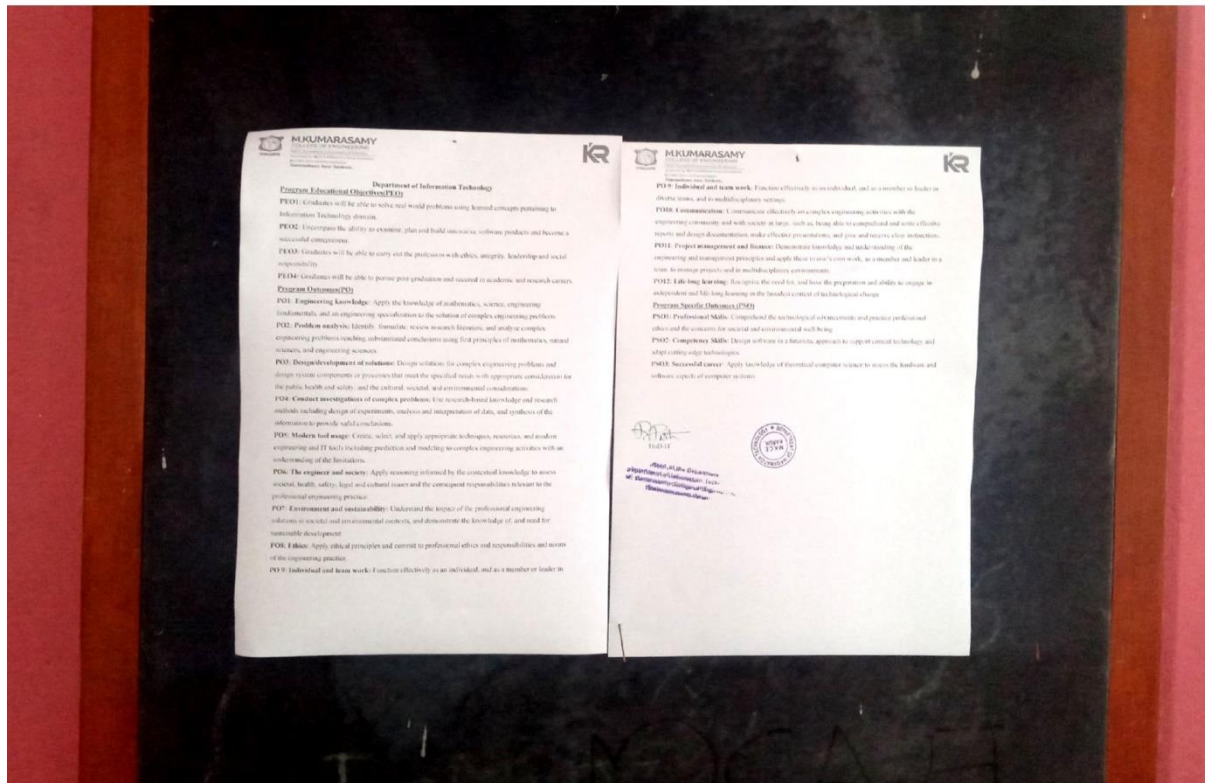 M.KUMARASAMY
COLLEGE OF ENGINEERING
KR
Department of Information Technology
Program Educational Objectives(PEO)
PEO1: Graduates will be able to solve real world problems using learned concepts pertaining to
Information Technology domain.
PEO2: Encompass the ability to examine, plan and build innovative software products and become a
successful entrepreneur.
PEO3: Graduates will be able to carry out the profession with ethics, integrity, leadership and social
responsibility.
PEO4: Graduates will be able to pursue post-graduation and succeed in academic and research careers.
Program Outcomes(PO)
PO1: Engineering knowledge: Apply the knowledge of mathematics, science, engineering
fundamentals, and an engineering specialization to the solution of complex engineering problems.
PO2: Problem analysis: Identify, formulate, review research literature, and analyze complex
engineering problems reaching substantiated conclusions using first principles of mathematics, natural
sciences, and engineering sciences.
PO3: Design/development of solutions: Design solutions for complex engineering problems and
design system components or processes that meet the specified needs with appropriate consideration for
the public health and safety, and the cultural, societal, and environmental considerations.
PO4: Conduct investigations of complex problems: Use research-based knowledge and research
methods including design of experiments, analysis and interpretation of data, and synthesis of the
information to provide valid conclusions.
PO5: Modern tool usage: Create, select, and apply appropriate techniques, resources, and modern
engineering and IT tools including prediction and modeling to complex engineering activities with an
understanding of the limitations.
PO6: The engineer and society: Apply reasoning informed by the contextual knowledge to assess
societal, health, safety, legal and cultural issues and the consequent responsibilities relevant to the
professional engineering practice.
PO7: Environment and sustainability: Understand the impact of the professional engineering
solutions in societal and environmental contexts, and demonstrate the knowledge of, and need for
sustainable development.
PO8: Ethics: Apply ethical principles and commit to professional ethics and responsibilities and norms
of the engineering practice.
PO 9: Individual and team work: Function effectively as an individual, and as a member or leader in
M.KUMARASAMY
COLLEGE OF ENGINEERING
KR
PO 9: Individual and team work: Function effectively as an individual, and as a member or leader in
diverse teams, and in multidisciplinary settings.
PO10: Communication: Communicate effectively on complex engineering activities with the
engineering community and with society at large, such as, being able to comprehend and write effective
reports and design documentation, make effective presentations, and give and receive clear instructions.
PO11: Project management and finance: Demonstrate knowledge and understanding of the
engineering and management principles and apply these to one's own work, as a member and leader in a
team, to manage projects and in multidisciplinary environments.
PO12: Life-long learning: Recognize the need for, and have the preparation and ability to engage in
independent and life-long learning in the broadest context of technological change
Program Specific Outcomes (PSO)
PSO1: Professional Skills: Comprehend the technological advancements and practice professional
ethics and the concerns for societal and environmental well-being.
PSO2: Competency Skills: Design software in a futuristic approach to support current technology and
adapt cutting-edge technologies.
PSO3: Successful career: Apply knowledge of theoretical computer science to assess the hardware and
software aspects of computer systems
HoD-IT
Head of the Department
Department of Information